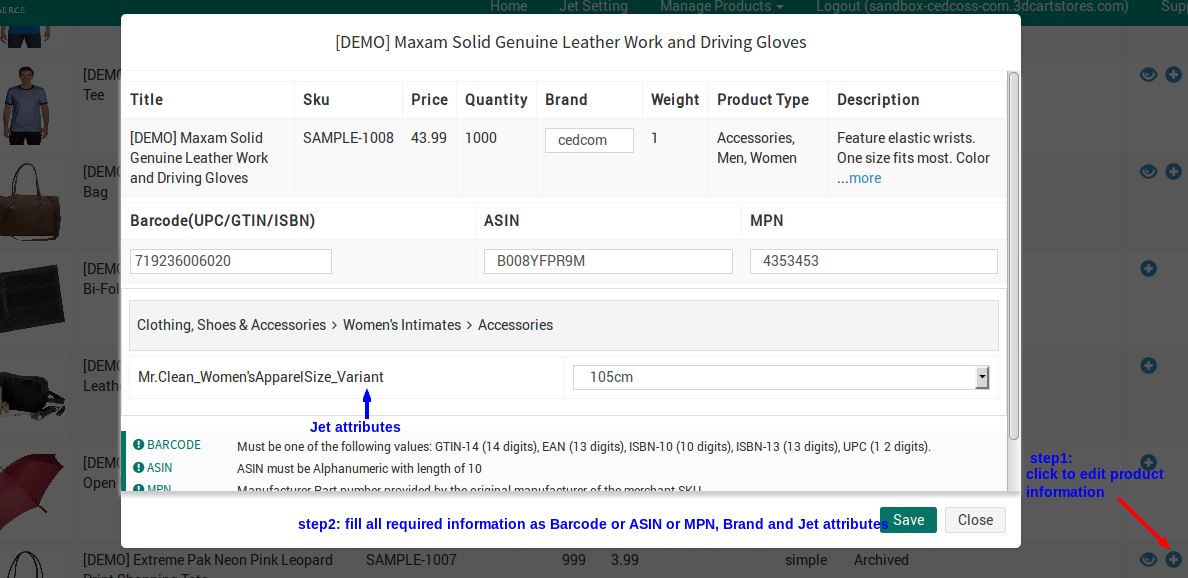 ERCE Home Jet Setting Manage Products Logout (sandbox-cedcoss-com.3dcartstores.com) Supp
[DEMO] Maxam Solid Genuine Leather Work and Driving Gloves
[DEMO
Tee
Title Sku Price Quantity Brand Weight Product Type Description
[DEMO] Maxam Solid SAMPLE-1008 43.99 1000 cedcom 1 Accessories, Feature elastic wrists.
Genuine Leather Work Men, Women One size fits most. Color
and Driving Gloves ...more
[DEMO
Bag
Barcode(UPC/GTIN/ISBN) ASIN MPN
719236006020 B008YFPR9M 4353453
[DEMO
Bi-Fol
Clothing, Shoes & Accessories > Women's Intimates > Accessories
[DEMO
Leathe
Mr.Clean_Women'sApparelSize_Variant 105cm
Jet attributes
BARCODE Must be one of the following values: GTIN-14 (14 digits), EAN (13 digits), ISBN-10 (10 digits), ISBN-13 (13 digits), UPC (1 2 digits).
ASIN ASIN must be Alphanumeric with length of 10
MPN Manufacturer Part number provided by the original manufacturer of the merchant SKU
[DEMO
Open
step1:
click to edit product
information
step2: fill all required information as Barcode or ASIN or MPN, Brand and Jet attributes
Save Close
[DEMO] Extreme Pak Neon Pink Leopard SAMPLE-1007 999 3.99 simple Archived
Print Shopping Tote